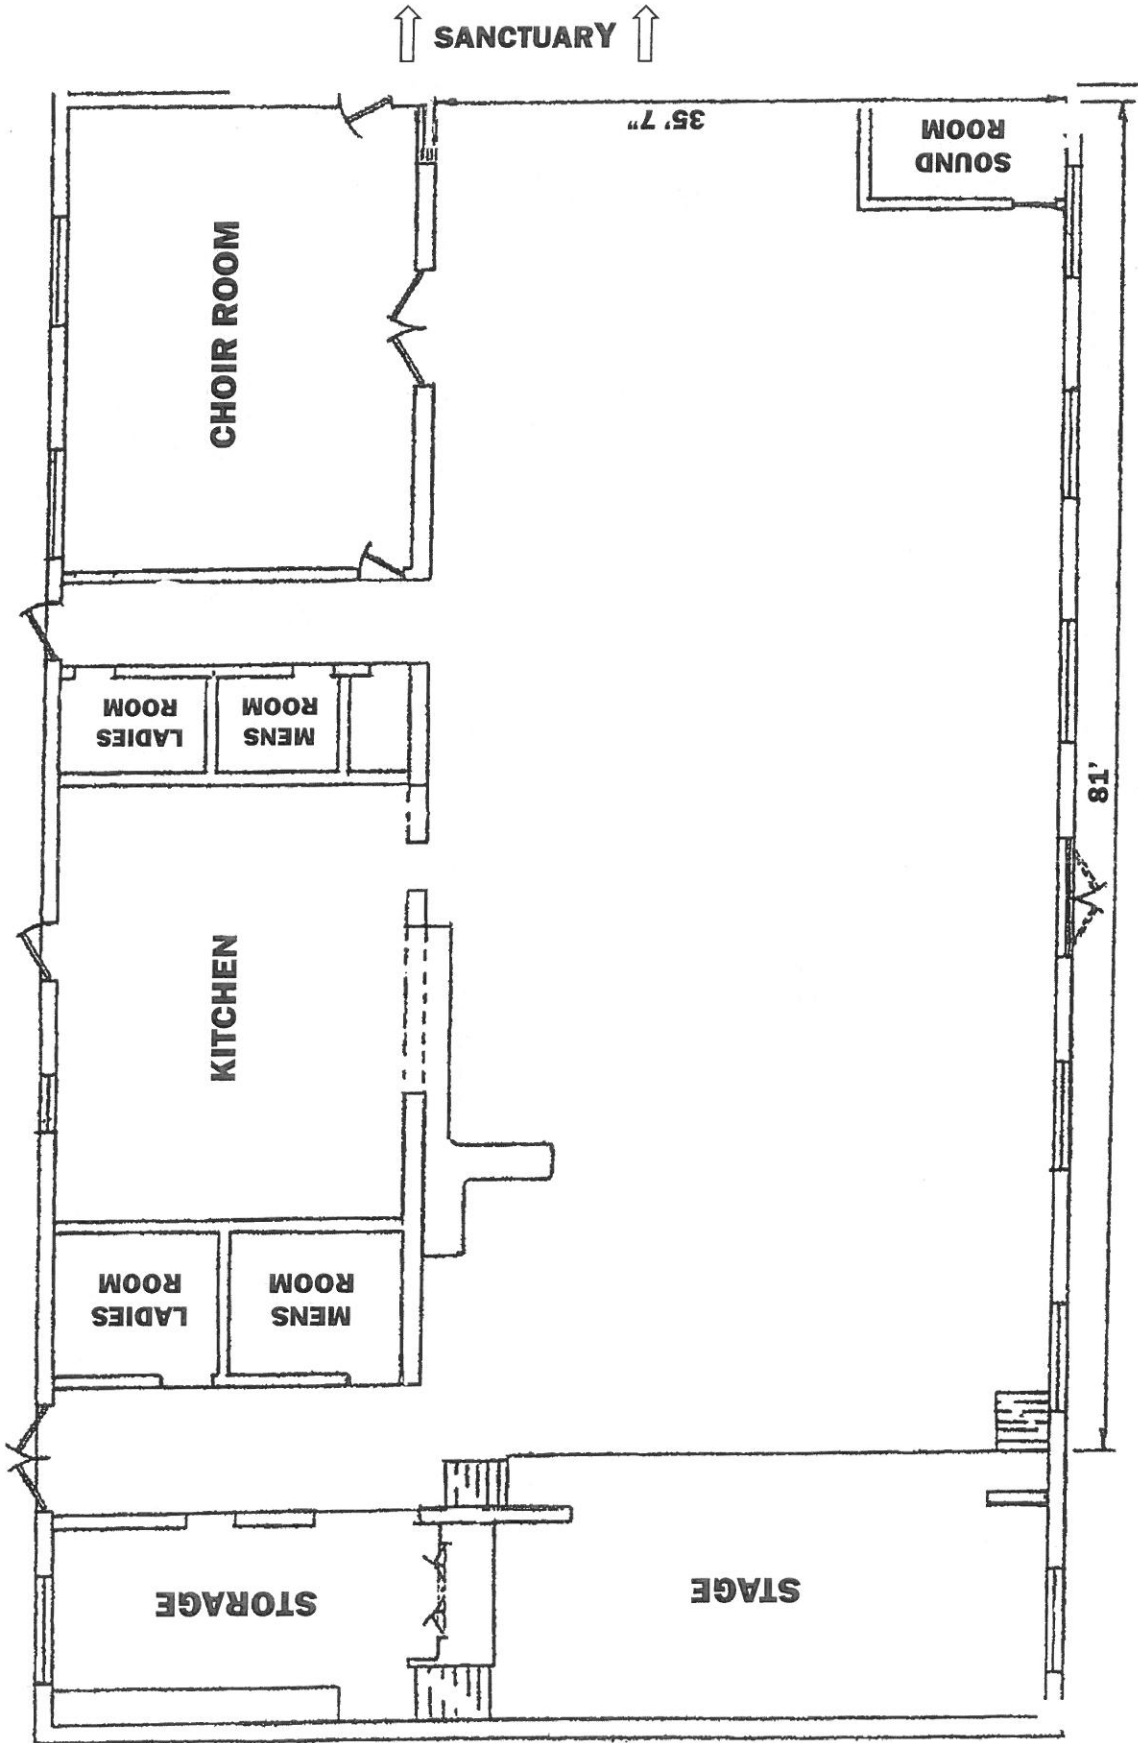 SANCTUARY
35' 7"
SOUND
ROOM
CHOIR ROOM
LADIES
ROOM
MENS
ROOM
81'
KITCHEN
LADIES
ROOM
MENS
ROOM
STORAGE
STAGE